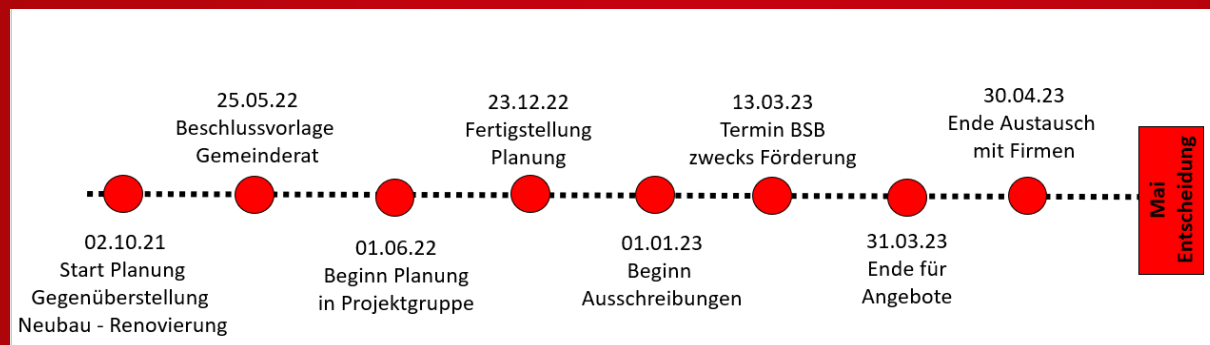 02.10.21
Start Planung
Gegenüberstellung
Neubau - Renovierung
25.05.22
Beschlussvorlage
Gemeinderat
01.06.22
Beginn Planung
in Projektgruppe
23.12.22
Fertigstellung
Planung
01.01.23
Beginn
Ausschreibungen
13.03.23
Termin BSB
zwecks Förderung
31.03.23
Ende für
Angebote
30.04.23
Ende Austausch
mit Firmen
Mai
Entscheidung